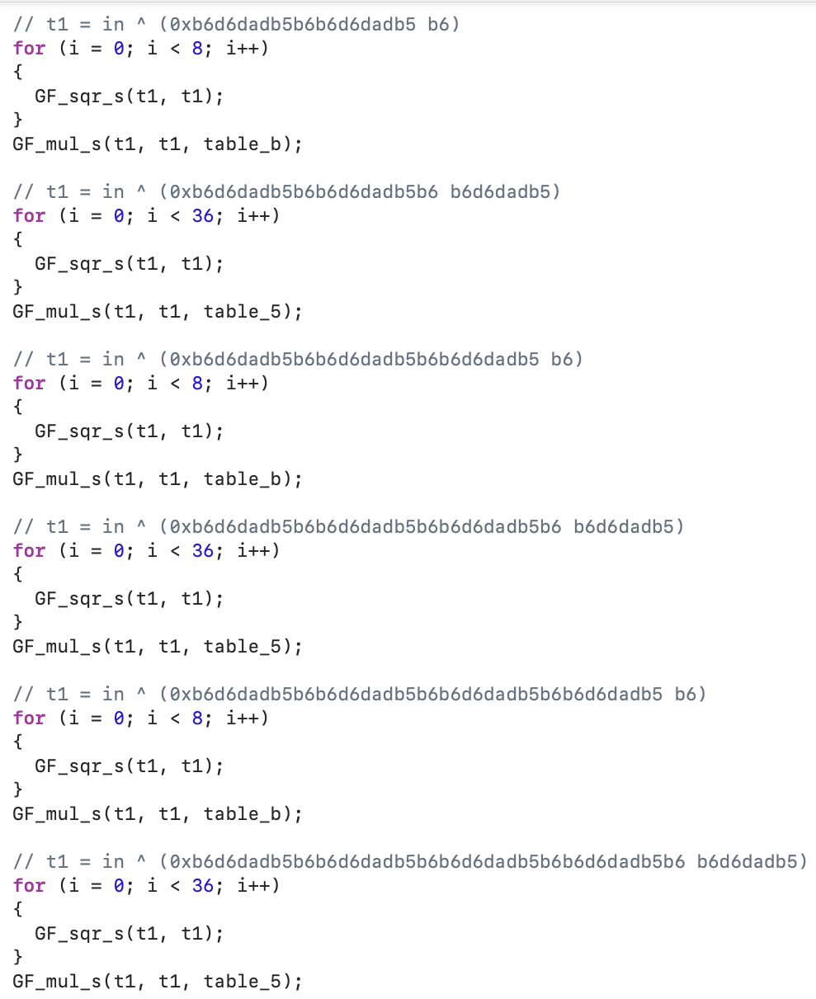 // t1 = in ^ (0xb6d6dadb5b6b6d6dadb5 b6)
for (i = 0; i < 8; i++)
{
  GF_sqr_s(t1, t1);
}
GF_mul_s(t1, t1, table_b);

// t1 = in ^ (0xb6d6dadb5b6b6d6dadb5b6 b6d6dadb5)
for (i = 0; i < 36; i++)
{
  GF_sqr_s(t1, t1);
}
GF_mul_s(t1, t1, table_5);

// t1 = in ^ (0xb6d6dadb5b6b6d6dadb5b6b6d6dadb5 b6)
for (i = 0; i < 8; i++)
{
  GF_sqr_s(t1, t1);
}
GF_mul_s(t1, t1, table_b);

// t1 = in ^ (0xb6d6dadb5b6b6d6dadb5b6b6d6dadb5b6 b6d6dadb5)
for (i = 0; i < 36; i++)
{
  GF_sqr_s(t1, t1);
}
GF_mul_s(t1, t1, table_5);

// t1 = in ^ (0xb6d6dadb5b6b6d6dadb5b6b6d6dadb5b6b6d6dadb5 b6)
for (i = 0; i < 8; i++)
{
  GF_sqr_s(t1, t1);
}
GF_mul_s(t1, t1, table_b);

// t1 = in ^ (0xb6d6dadb5b6b6d6dadb5b6b6d6dadb5b6b6d6dadb5b6 b6d6dadb5)
for (i = 0; i < 36; i++)
{
  GF_sqr_s(t1, t1);
}
GF_mul_s(t1, t1, table_5);